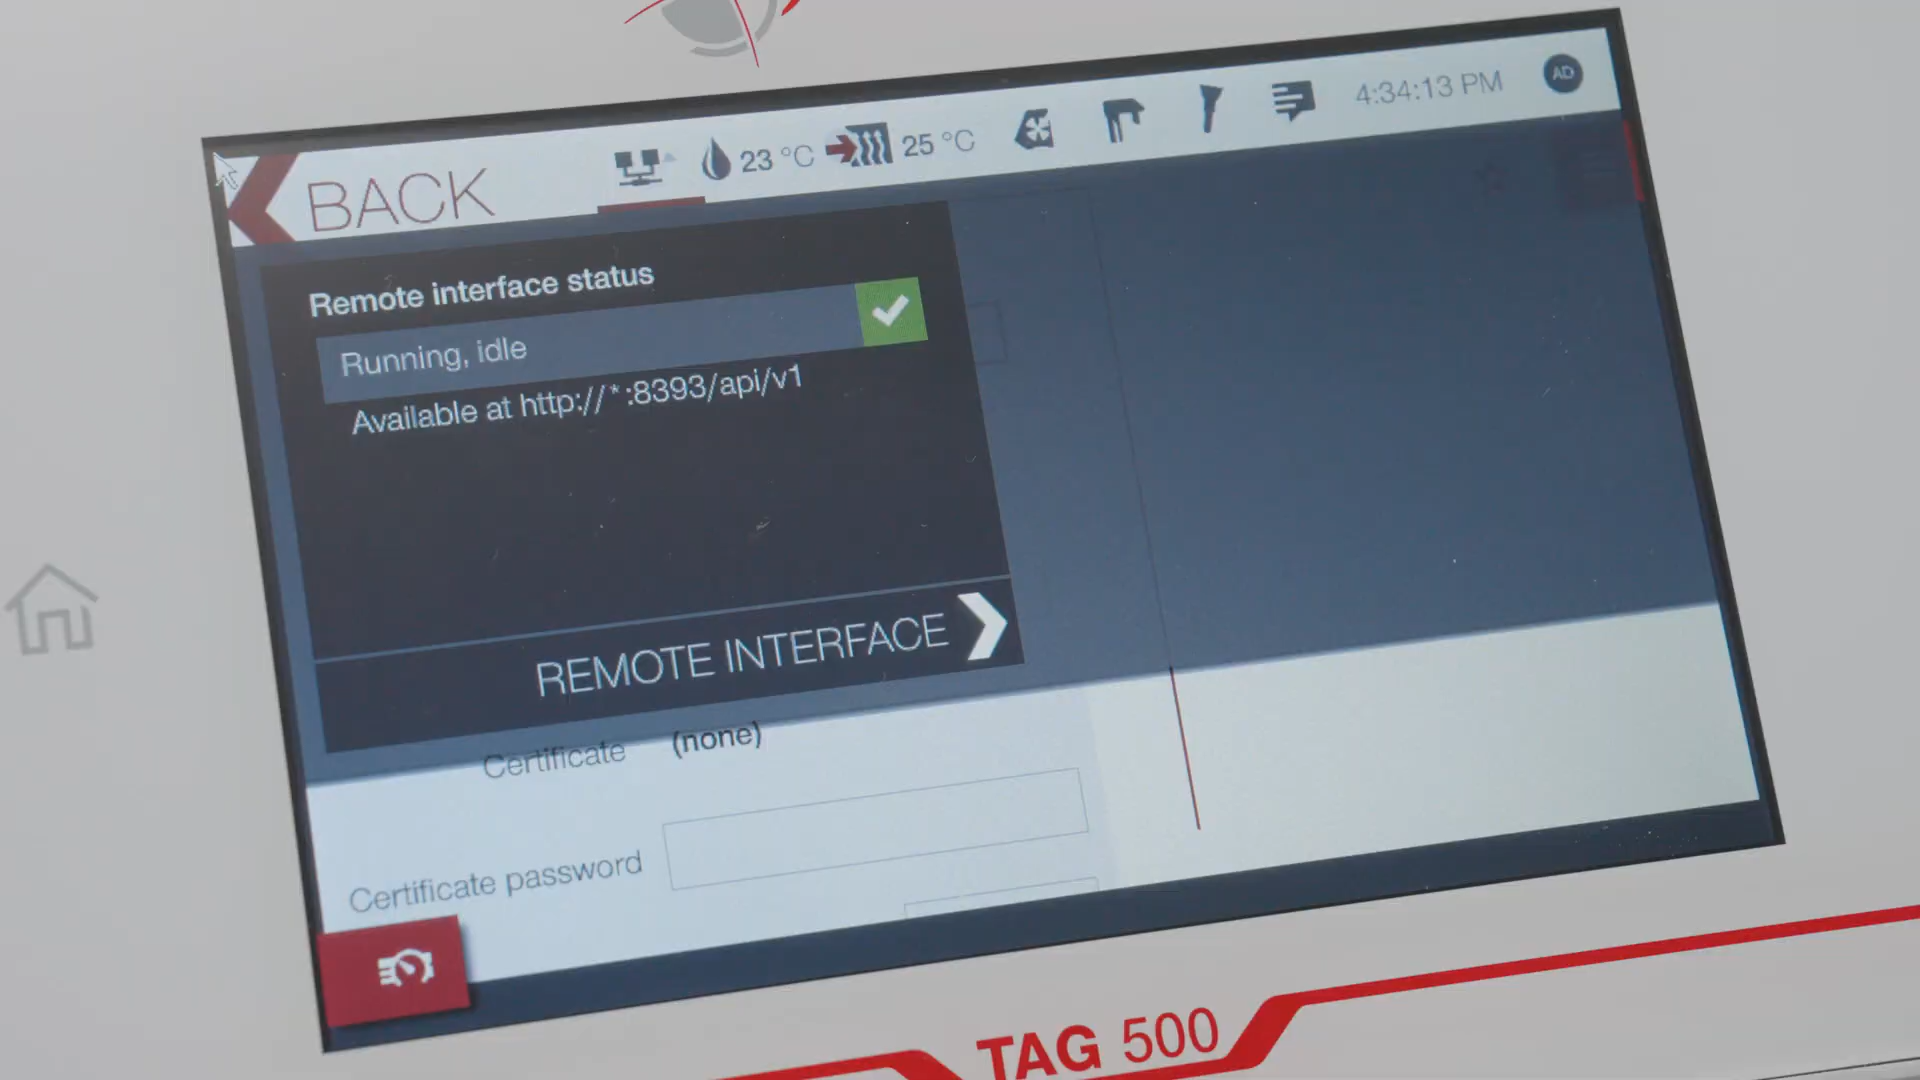 BACK
23 °C
25 °C
4:34:13 PM
AD
Remote interface status
Running, idle
Available at http://*:8393/api/v1
REMOTE INTERFACE
Certificate (none)
Certificate password
TAG 500